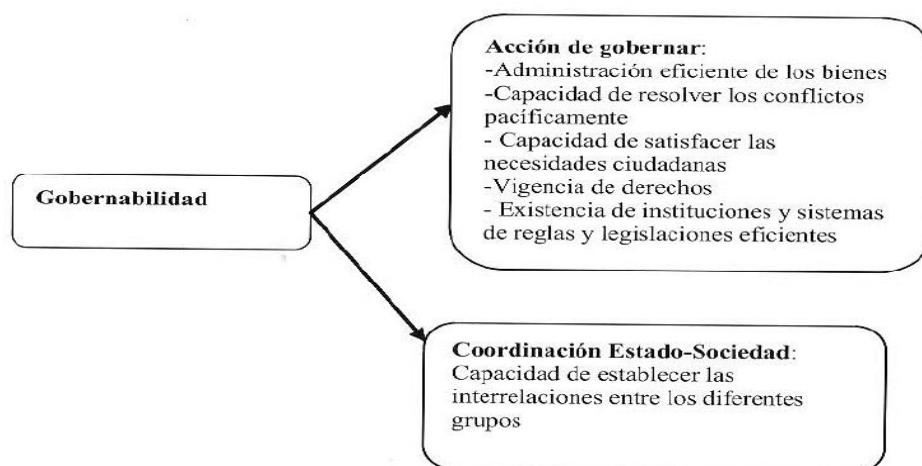 Gobernabilidad
Acción de gobernar:
-Administración eficiente de los bienes
-Capacidad de resolver los conflictos
pacíficamente
- Capacidad de satisfacer las
necesidades ciudadanas
-Vigencia de derechos
- Existencia de instituciones y sistemas
de reglas y legislaciones eficientes
Coordinación Estado-Sociedad:
Capacidad de establecer las
interrelaciones entre los diferentes
grupos